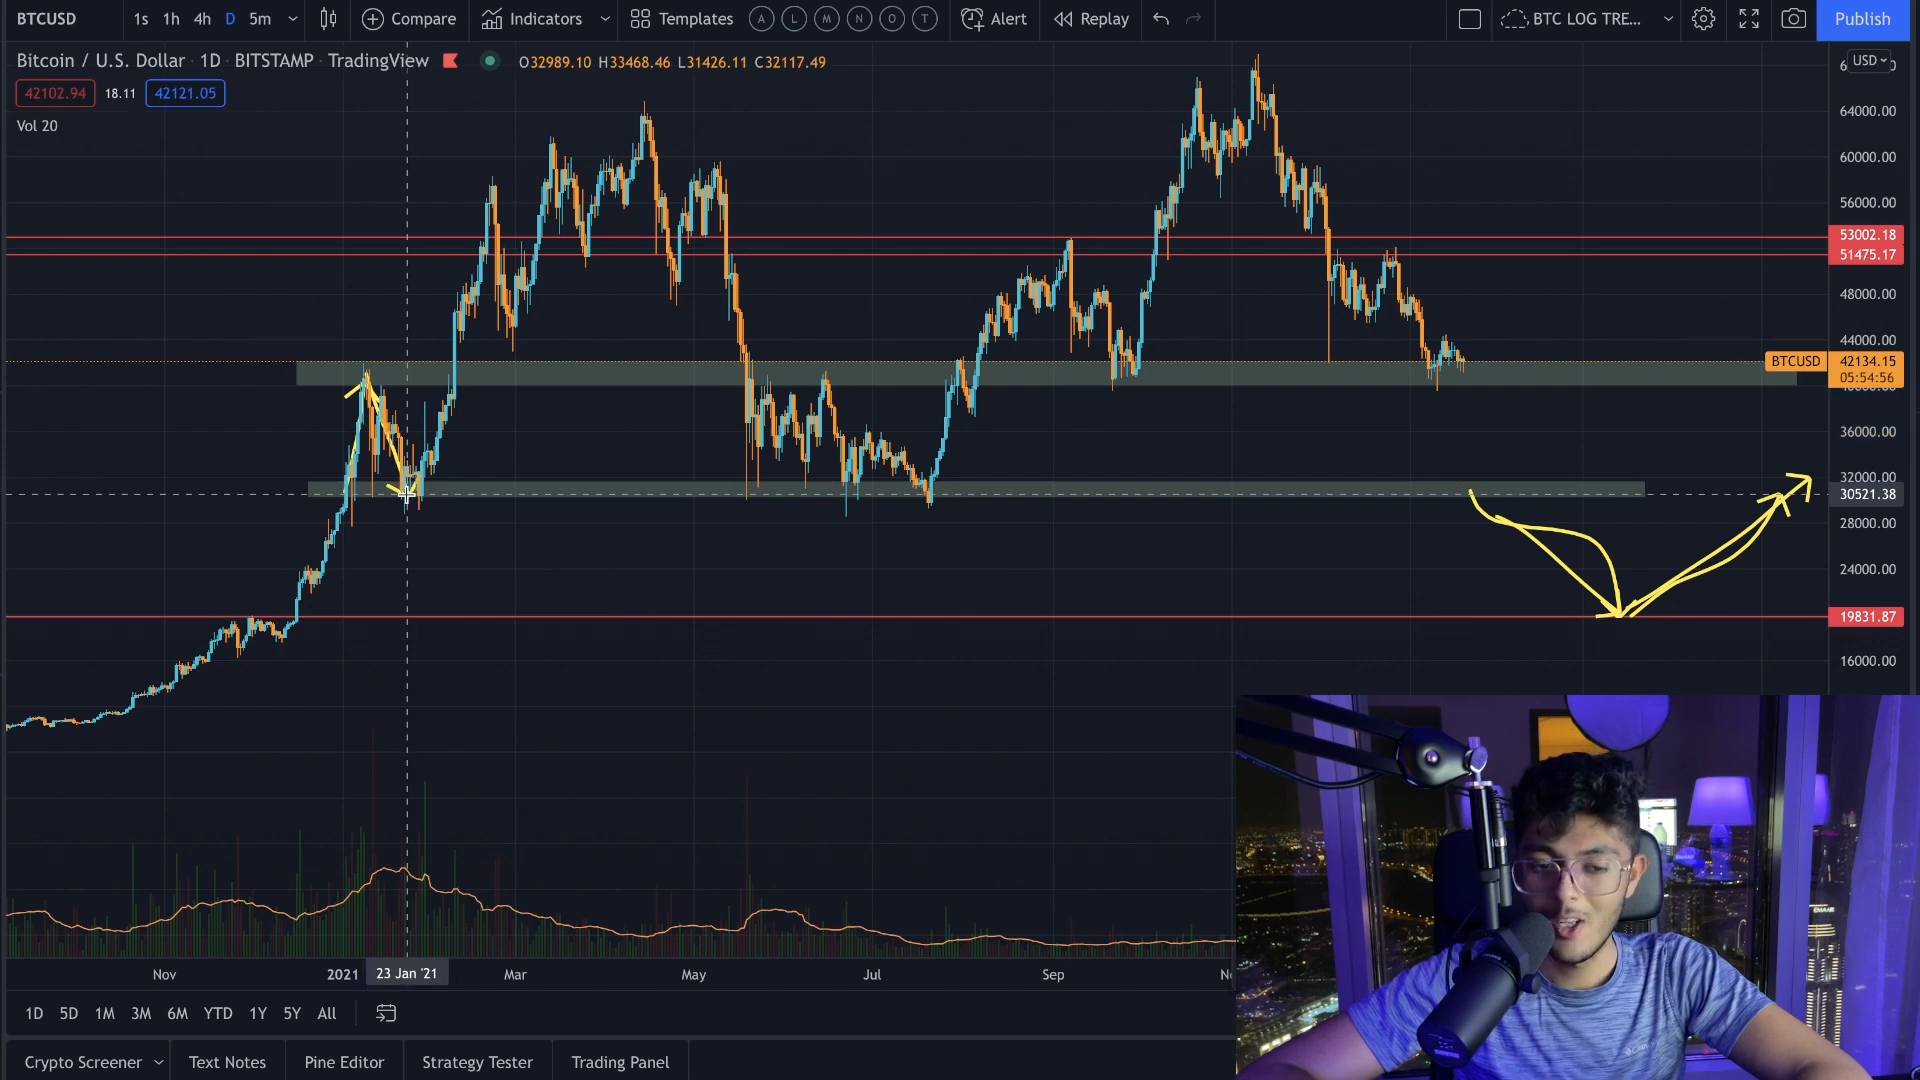 BTCUSD 1s 1h 4h D 5m Compare Indicators Templates A L M N O T Alert Replay BTC LOG TRE... Publish
Bitcoin / U.S. Dollar · 1D · BITSTAMP · TradingView O32989.10 H33468.46 L31426.11 C32117.49
USD
42102.94 18.11 42121.05
Vol 20
64000.00
60000.00
56000.00
53002.18
51475.17
48000.00
44000.00
BTCUSD 42134.15
05:54:56
36000.00
32000.00
30521.38
28000.00
24000.00
19831.87
16000.00
EMAAR
Nov 2021 23 Jan '21 Mar May Jul Sep
1D 5D 1M 3M 6M YTD 1Y 5Y All
Crypto Screener Text Notes Pine Editor Strategy Tester Trading Panel